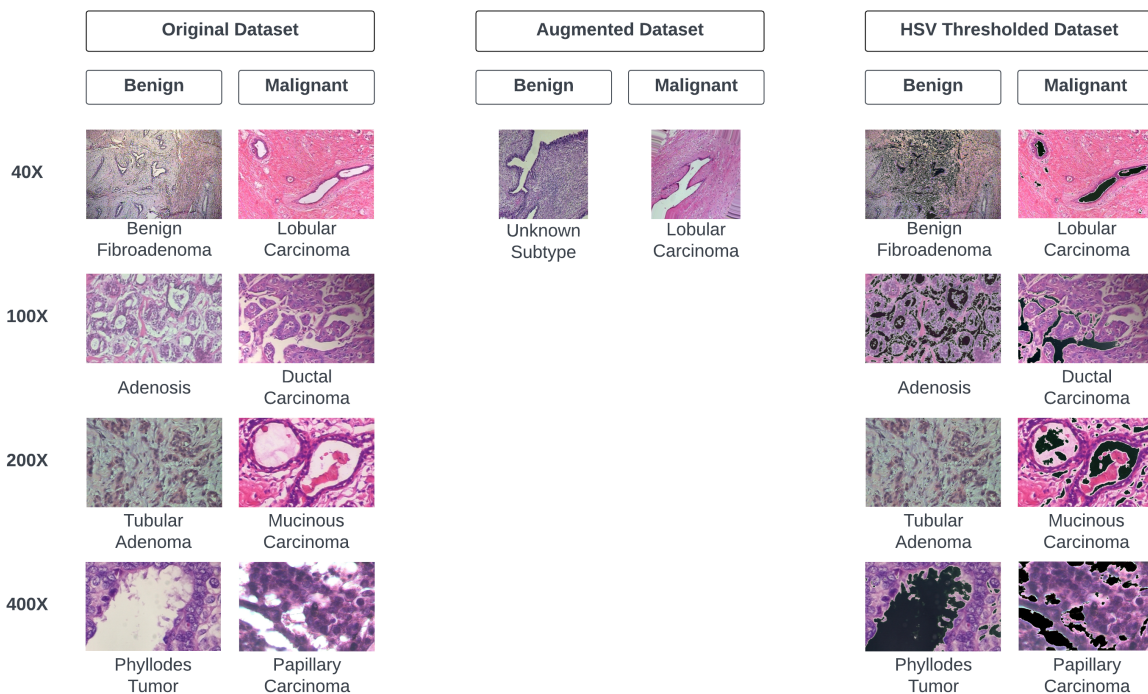 Original Dataset
Augmented Dataset
HSV Thresholded Dataset
Benign
Malignant
Benign
Malignant
Benign
Malignant
40X
Benign
Fibroadenoma
Lobular
Carcinoma
Unknown
Subtype
Lobular
Carcinoma
Benign
Fibroadenoma
Lobular
Carcinoma
100X
Adenosis
Ductal
Carcinoma
Adenosis
Ductal
Carcinoma
200X
Tubular
Adenoma
Mucinous
Carcinoma
Tubular
Adenoma
Mucinous
Carcinoma
400X
Phyllodes
Tumor
Papillary
Carcinoma
Phyllodes
Tumor
Papillary
Carcinoma